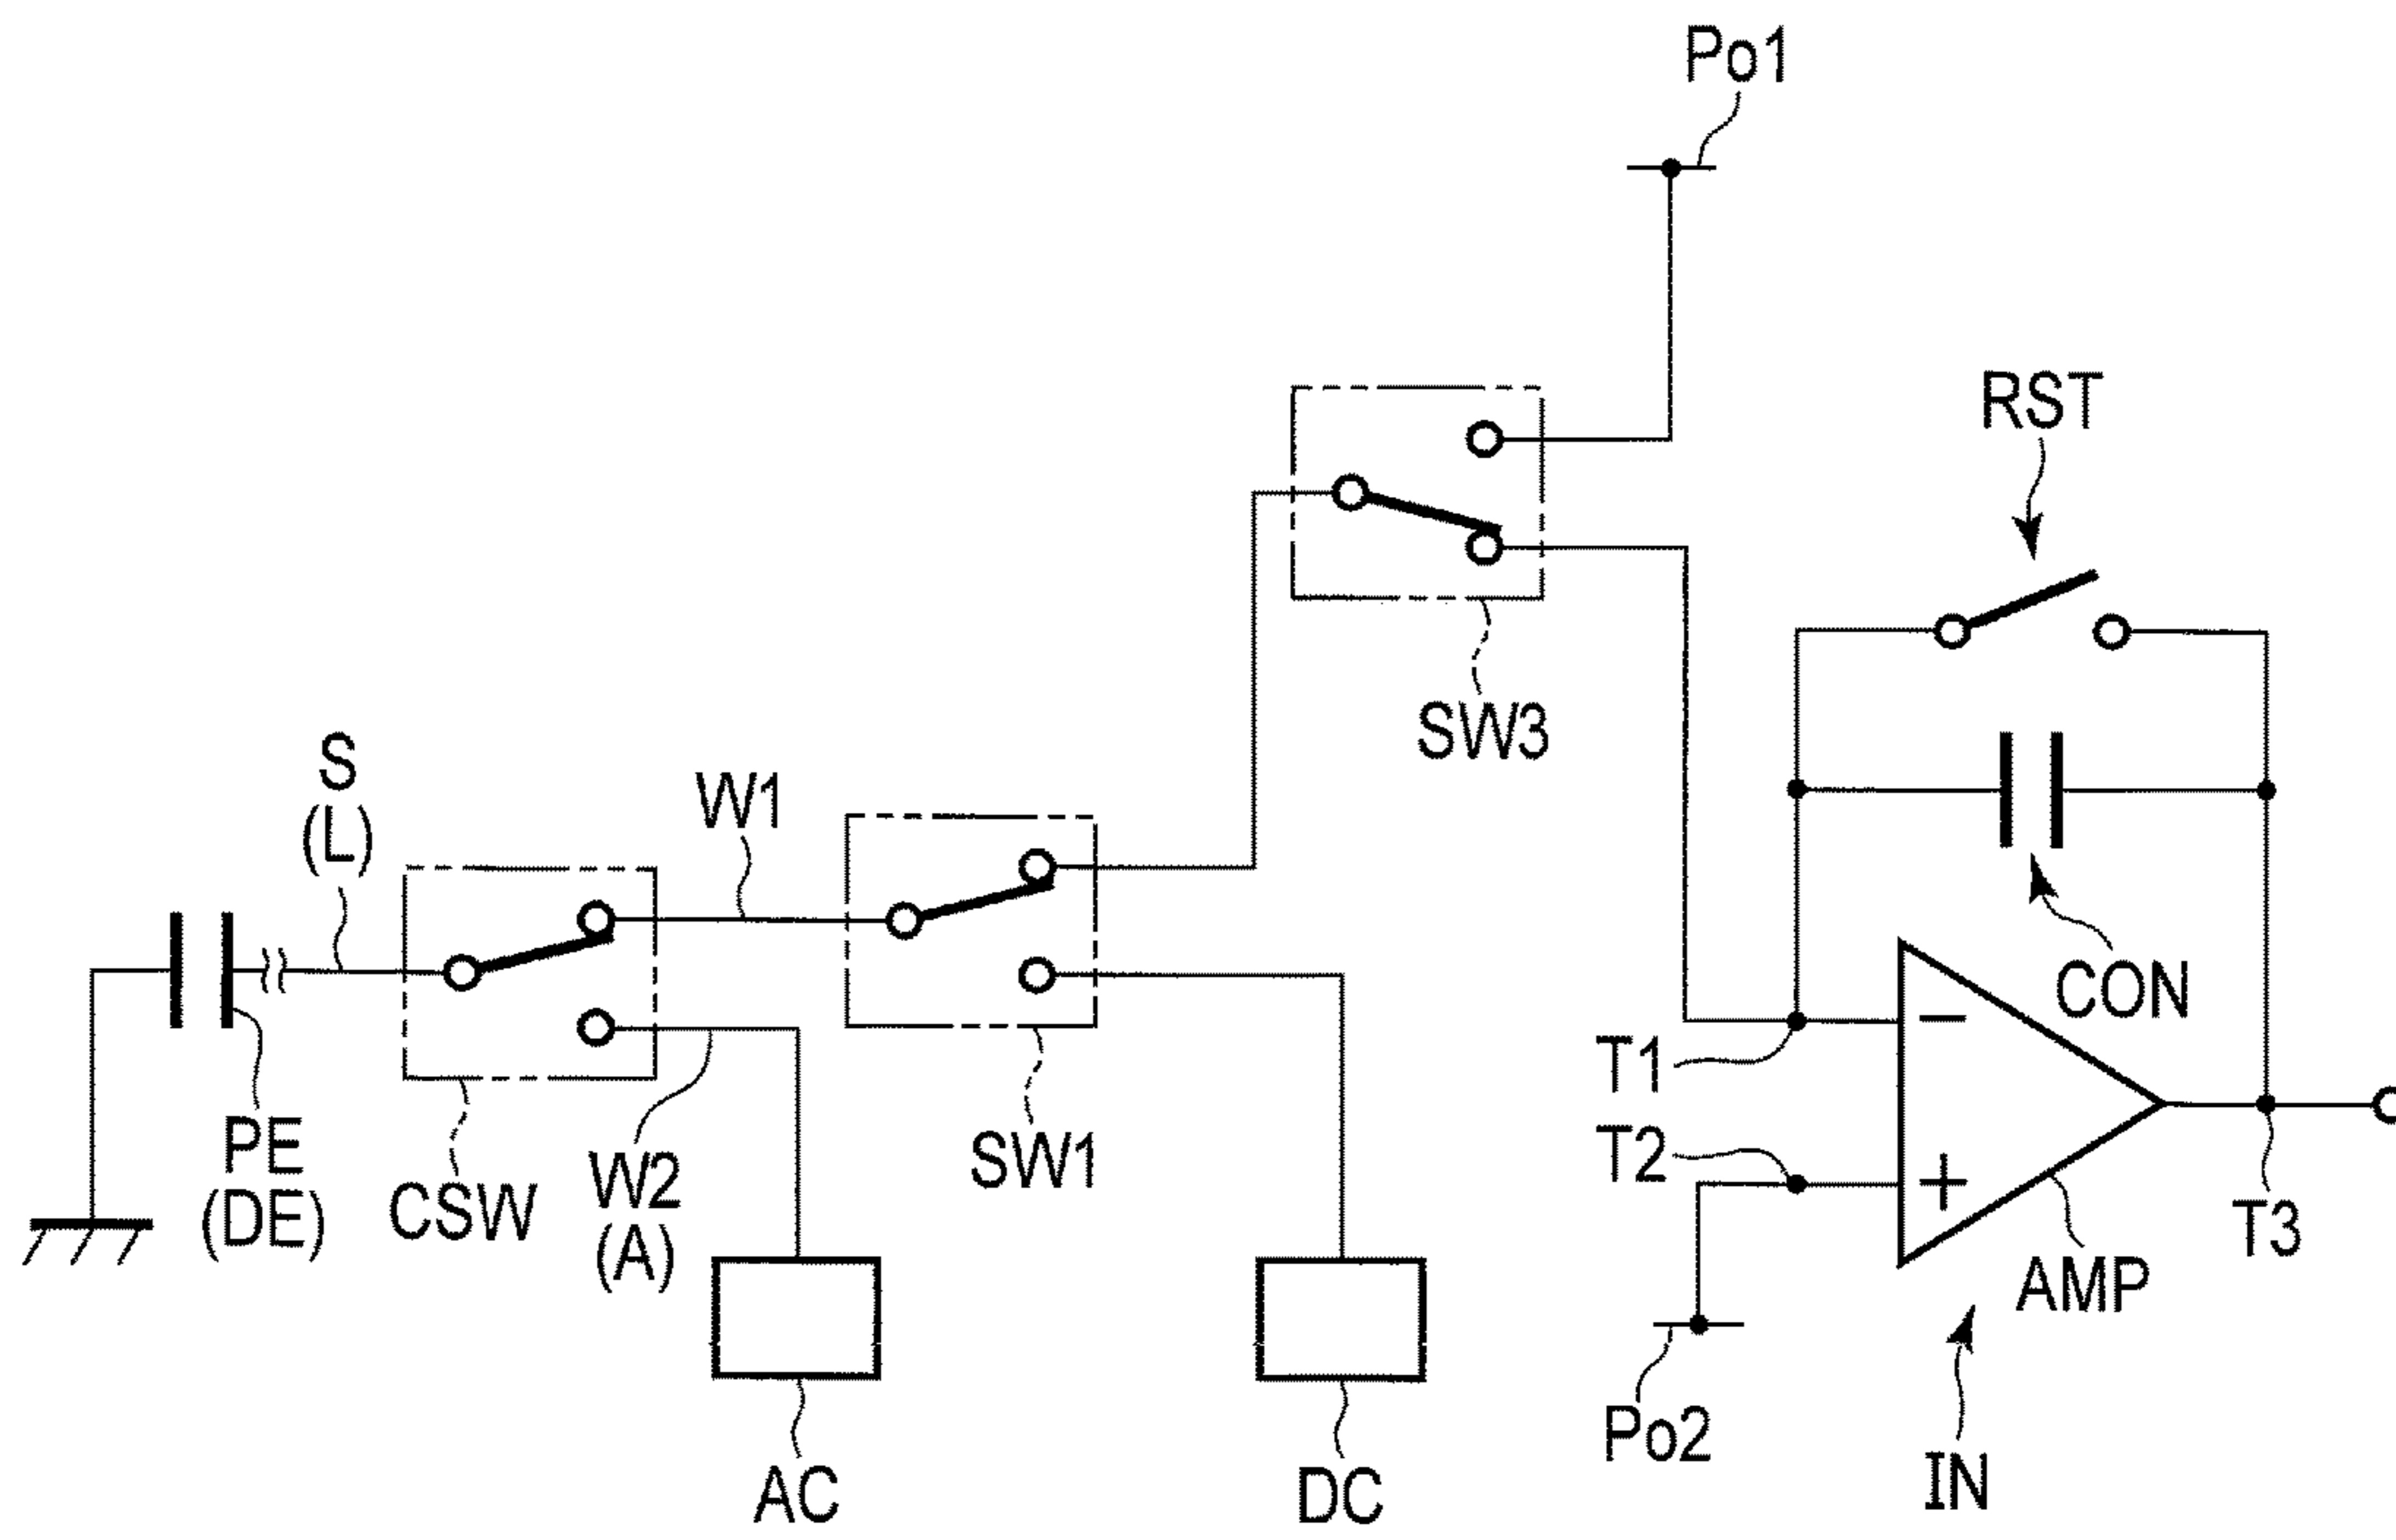 Po1
RST
SW3
S
(L)
W1
CON
T1
PE
(DE)
CSW
W2
(A)
SW1
T2
−
+
T3
AMP
Po2
IN
AC
DC